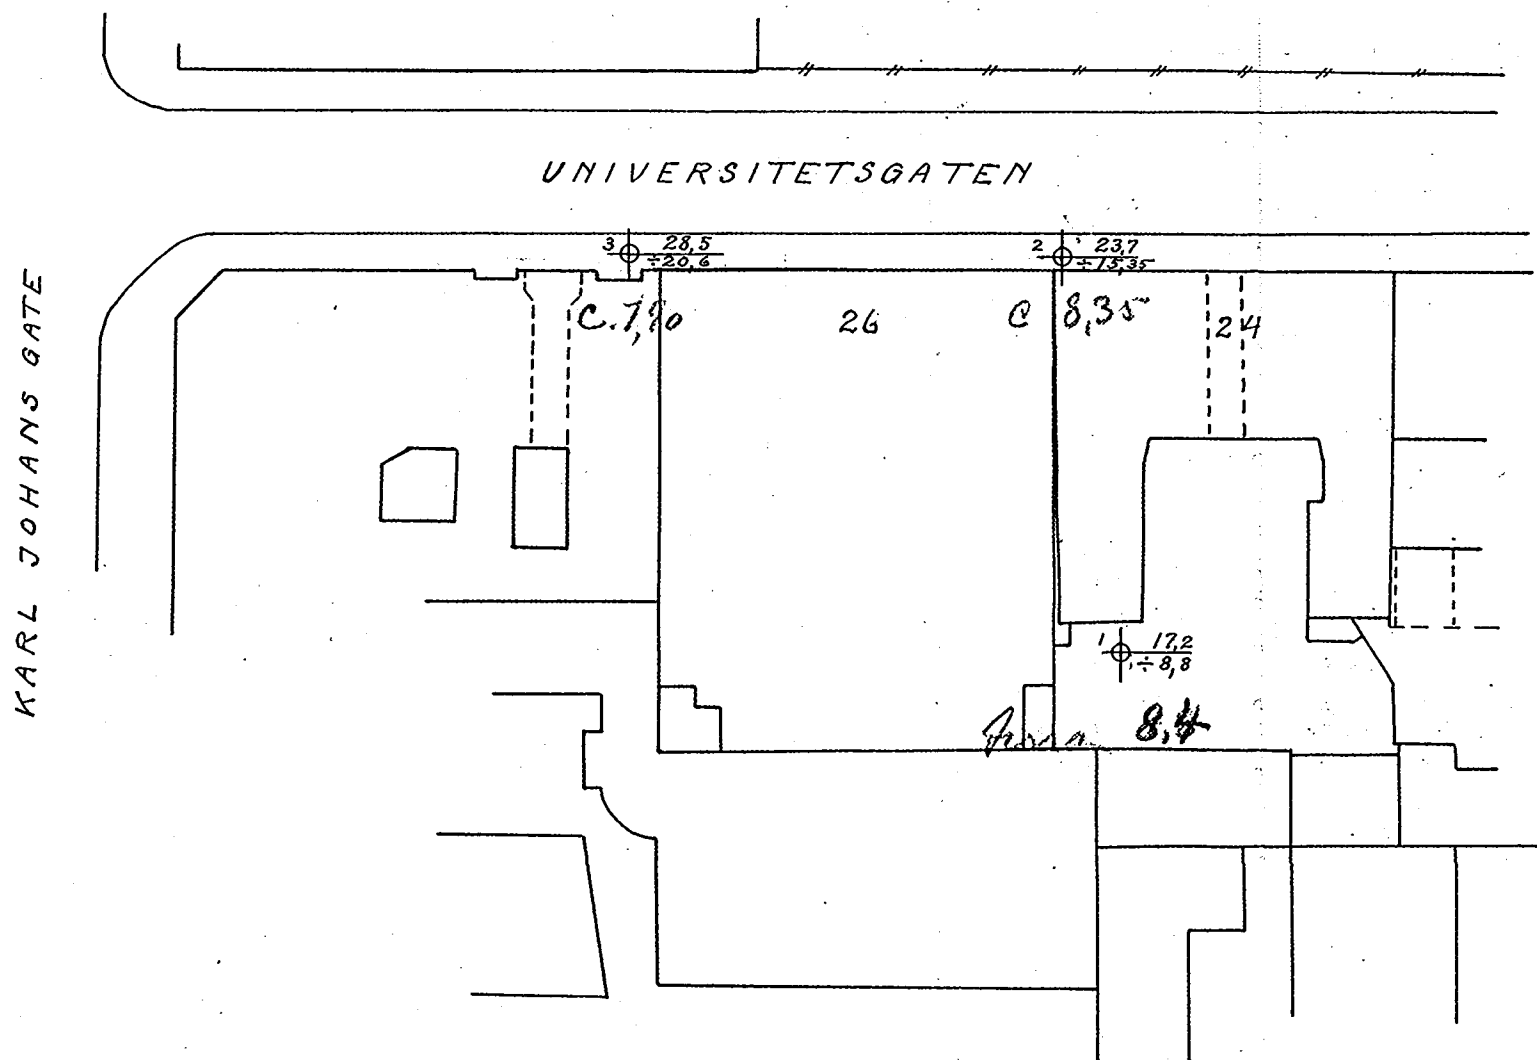 UNIVERSITETSGATEN
KARL JOHANS GATE
3 28,5
÷20,6
2 23,7
÷15,35
C. 7,90
26
C 8,35
24
1 17,2
÷8,8
8,4